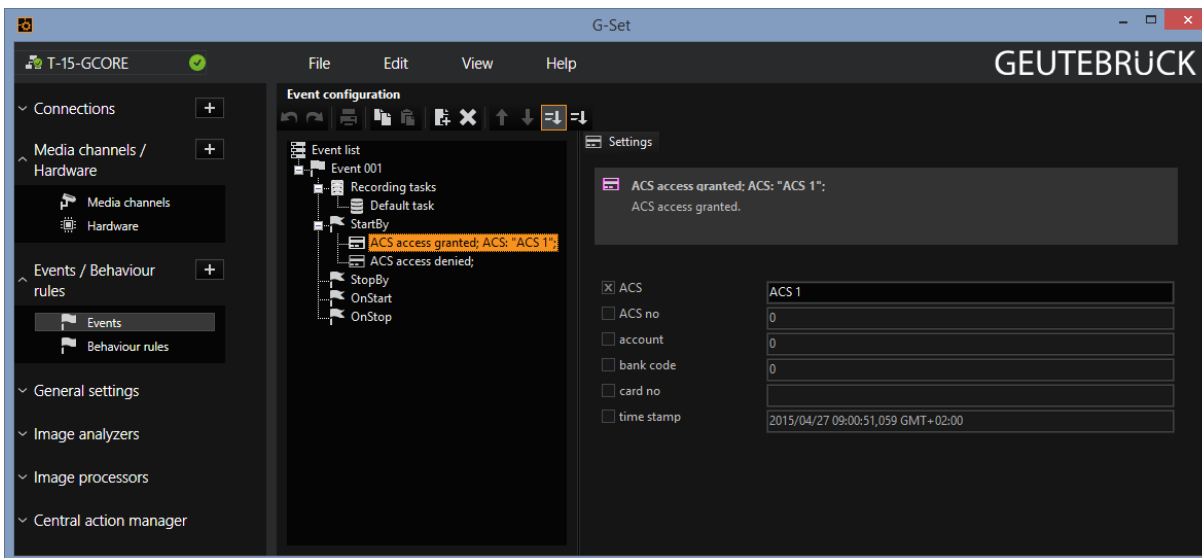 G-Set
T-15-GCORE
File Edit View Help
GEUTEBRÜCK
Connections
Media channels /
Hardware
Media channels
Hardware
Events / Behaviour
rules
Events
Behaviour rules
General settings
Image analyzers
Image processors
Central action manager
Event configuration
Event list
Event 001
Recording tasks
Default task
StartBy
ACS access granted; ACS: "ACS 1";
ACS access denied;
StopBy
OnStart
OnStop
Settings
ACS access granted; ACS: "ACS 1";
ACS access granted.
ACS ACS 1
ACS no 0
account 0
bank code 0
card no
time stamp 2015/04/27 09:00:51,059 GMT+02:00